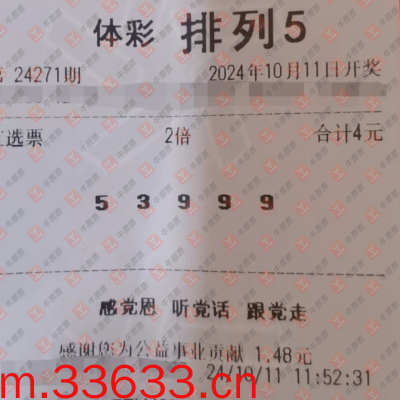 体彩 排列5
第 24271期 2024年10月11日开奖
直选票 2倍 合计4元
5 3 9 9 9
感党恩 听党话 跟党走
感谢您为公益事业贡献 1.48元
24/10/11 11:52:31
m.33633.cn